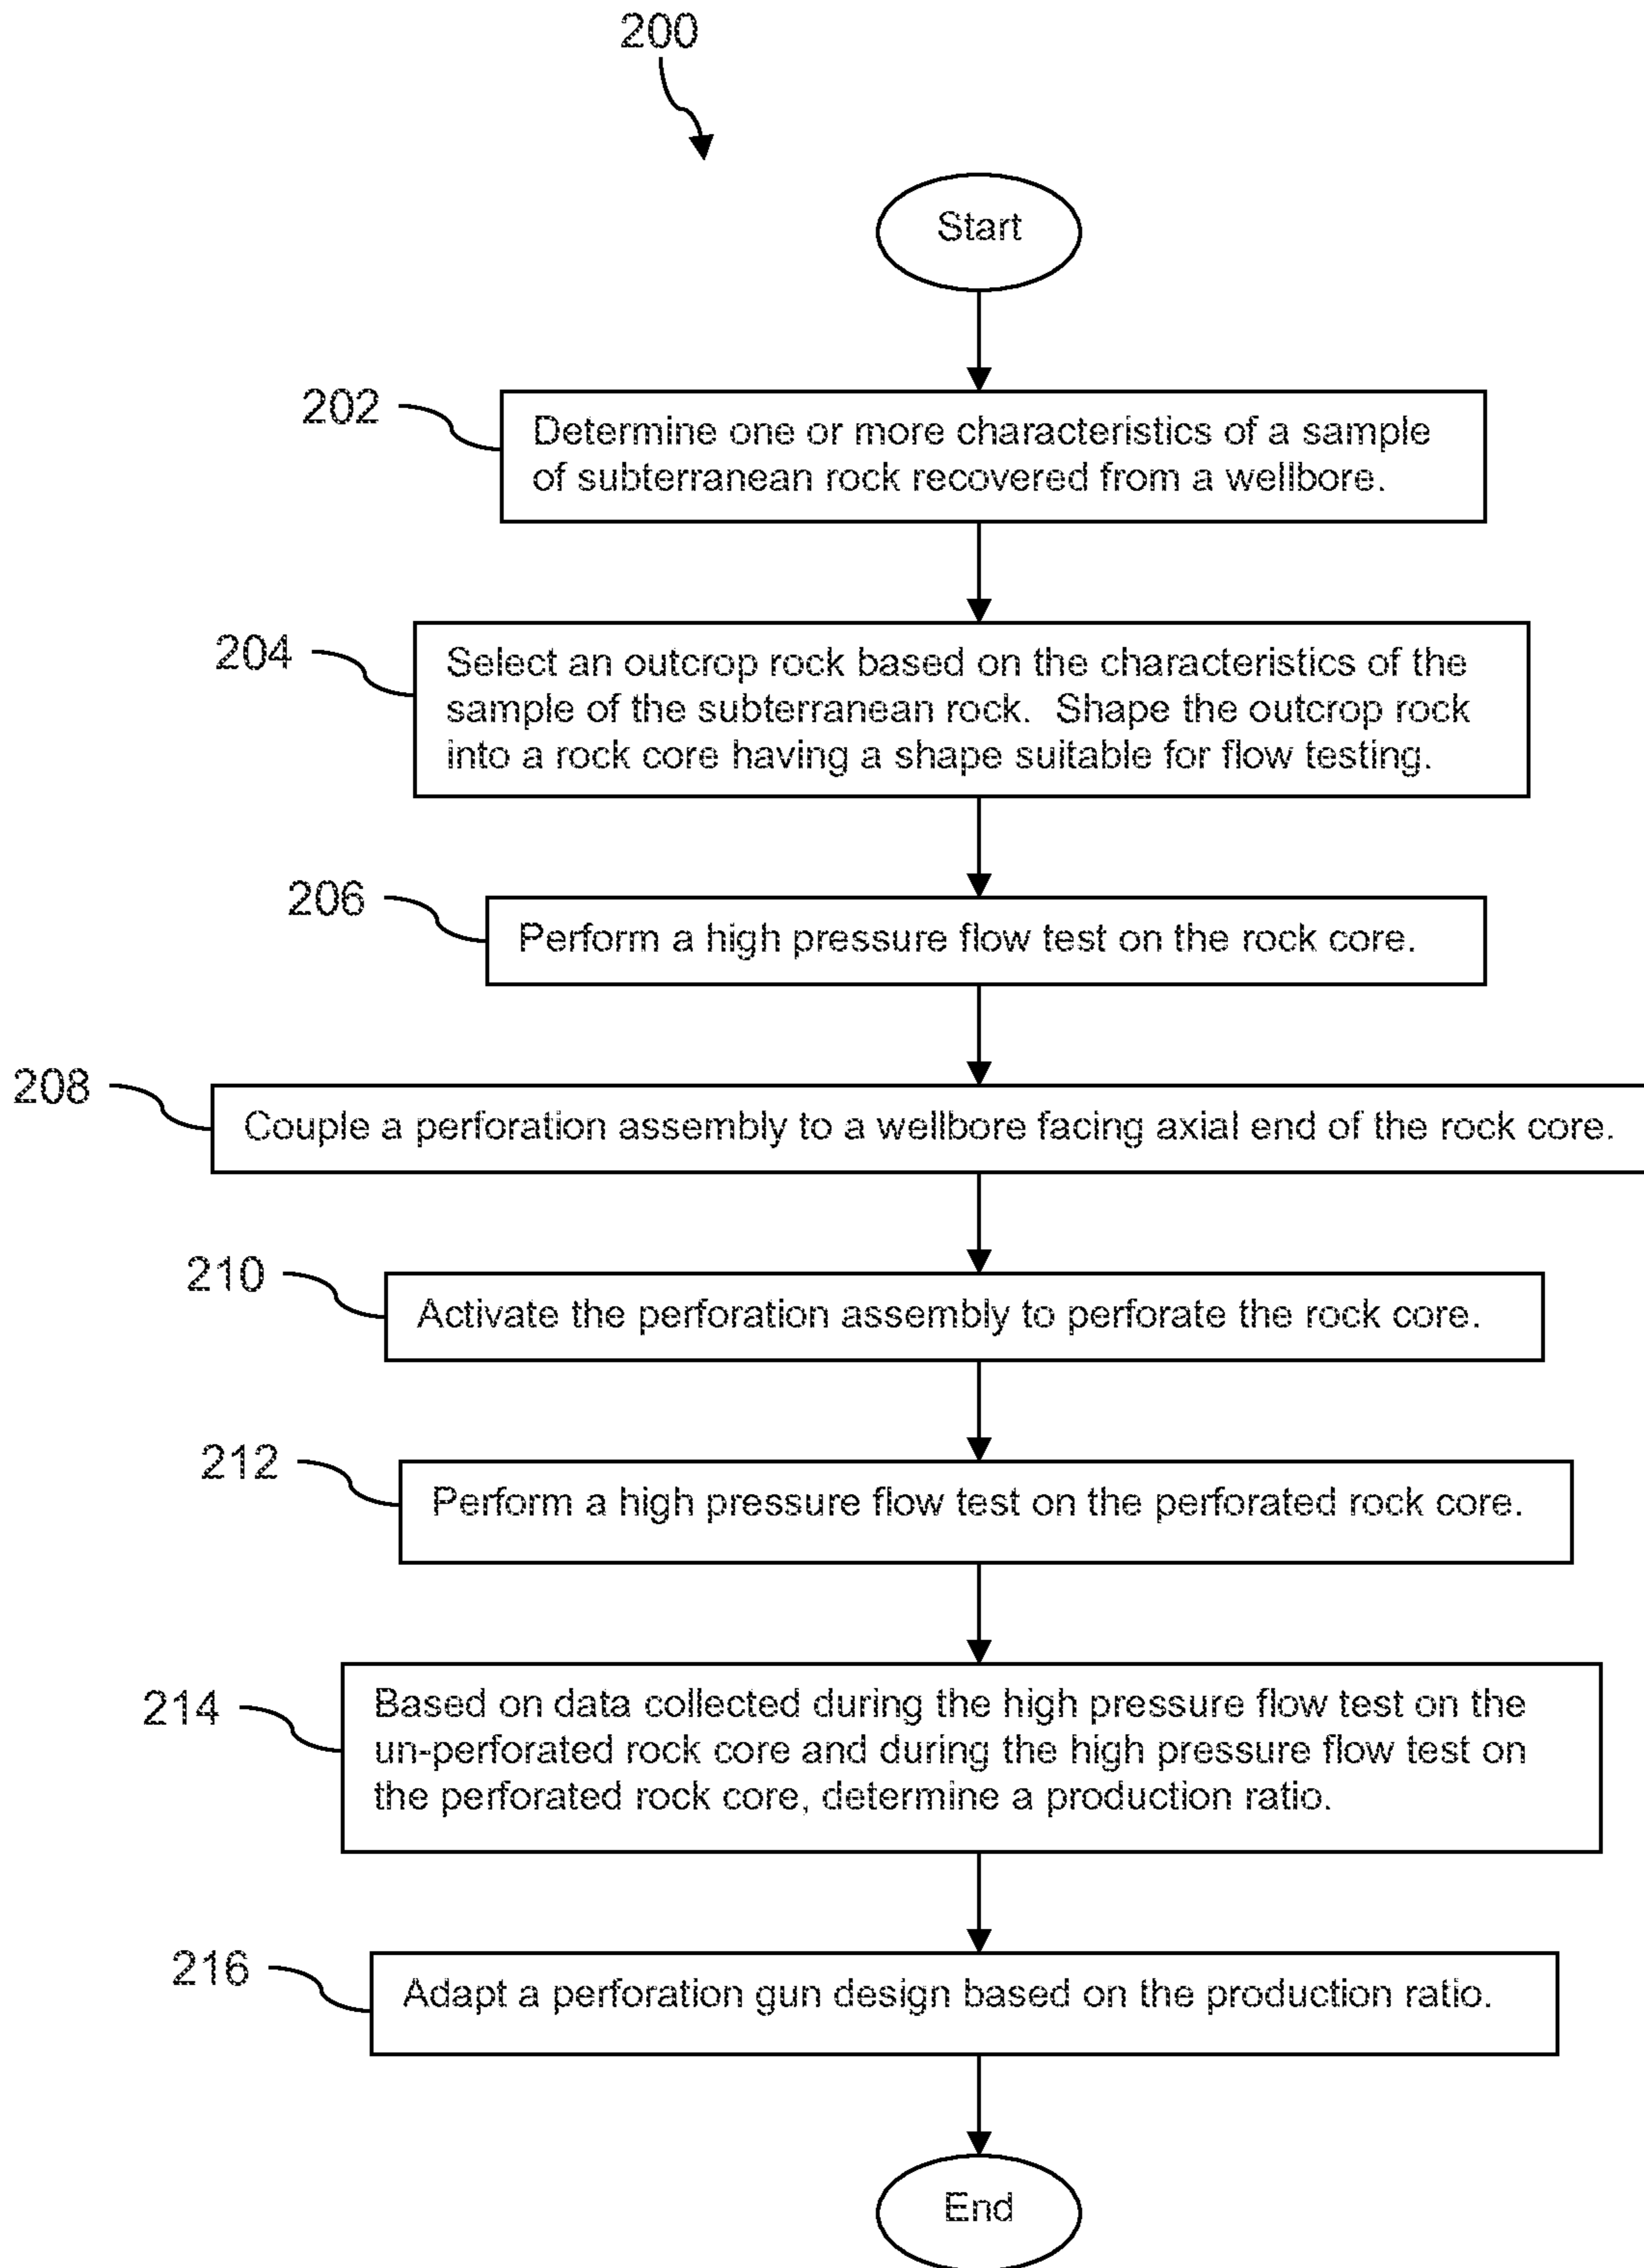 200
Start
202
Determine one or more characteristics of a sample
of subterranean rock recovered from a wellbore.
204
Select an outcrop rock based on the characteristics of the
sample of the subterranean rock. Shape the outcrop rock
into a rock core having a shape suitable for flow testing.
206
Perform a high pressure flow test on the rock core.
208
Couple a perforation assembly to a wellbore facing axial end of the rock core.
210
Activate the perforation assembly to perforate the rock core.
212
Perform a high pressure flow test on the perforated rock core.
214
Based on data collected during the high pressure flow test on the
un-perforated rock core and during the high pressure flow test on
the perforated rock core, determine a production ratio.
216
Adapt a perforation gun design based on the production ratio.
End